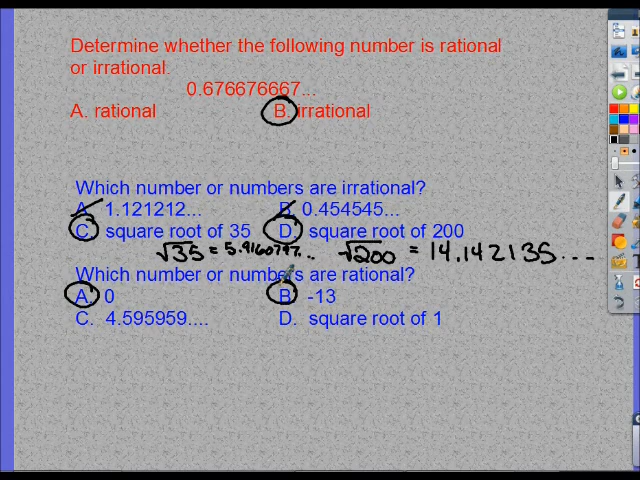 Determine whether the following number is rational
or irrational.
0.676676667...
A. rational B. irrational
Which number or numbers are irrational?
A. 1.121212... B. 0.454545...
C. square root of 35 D. square root of 200
√35 = 5.9160797... √200 = 14.142135...
Which number or numbers are rational?
A. 0 B. -13
C. 4.595959.... D. square root of 1